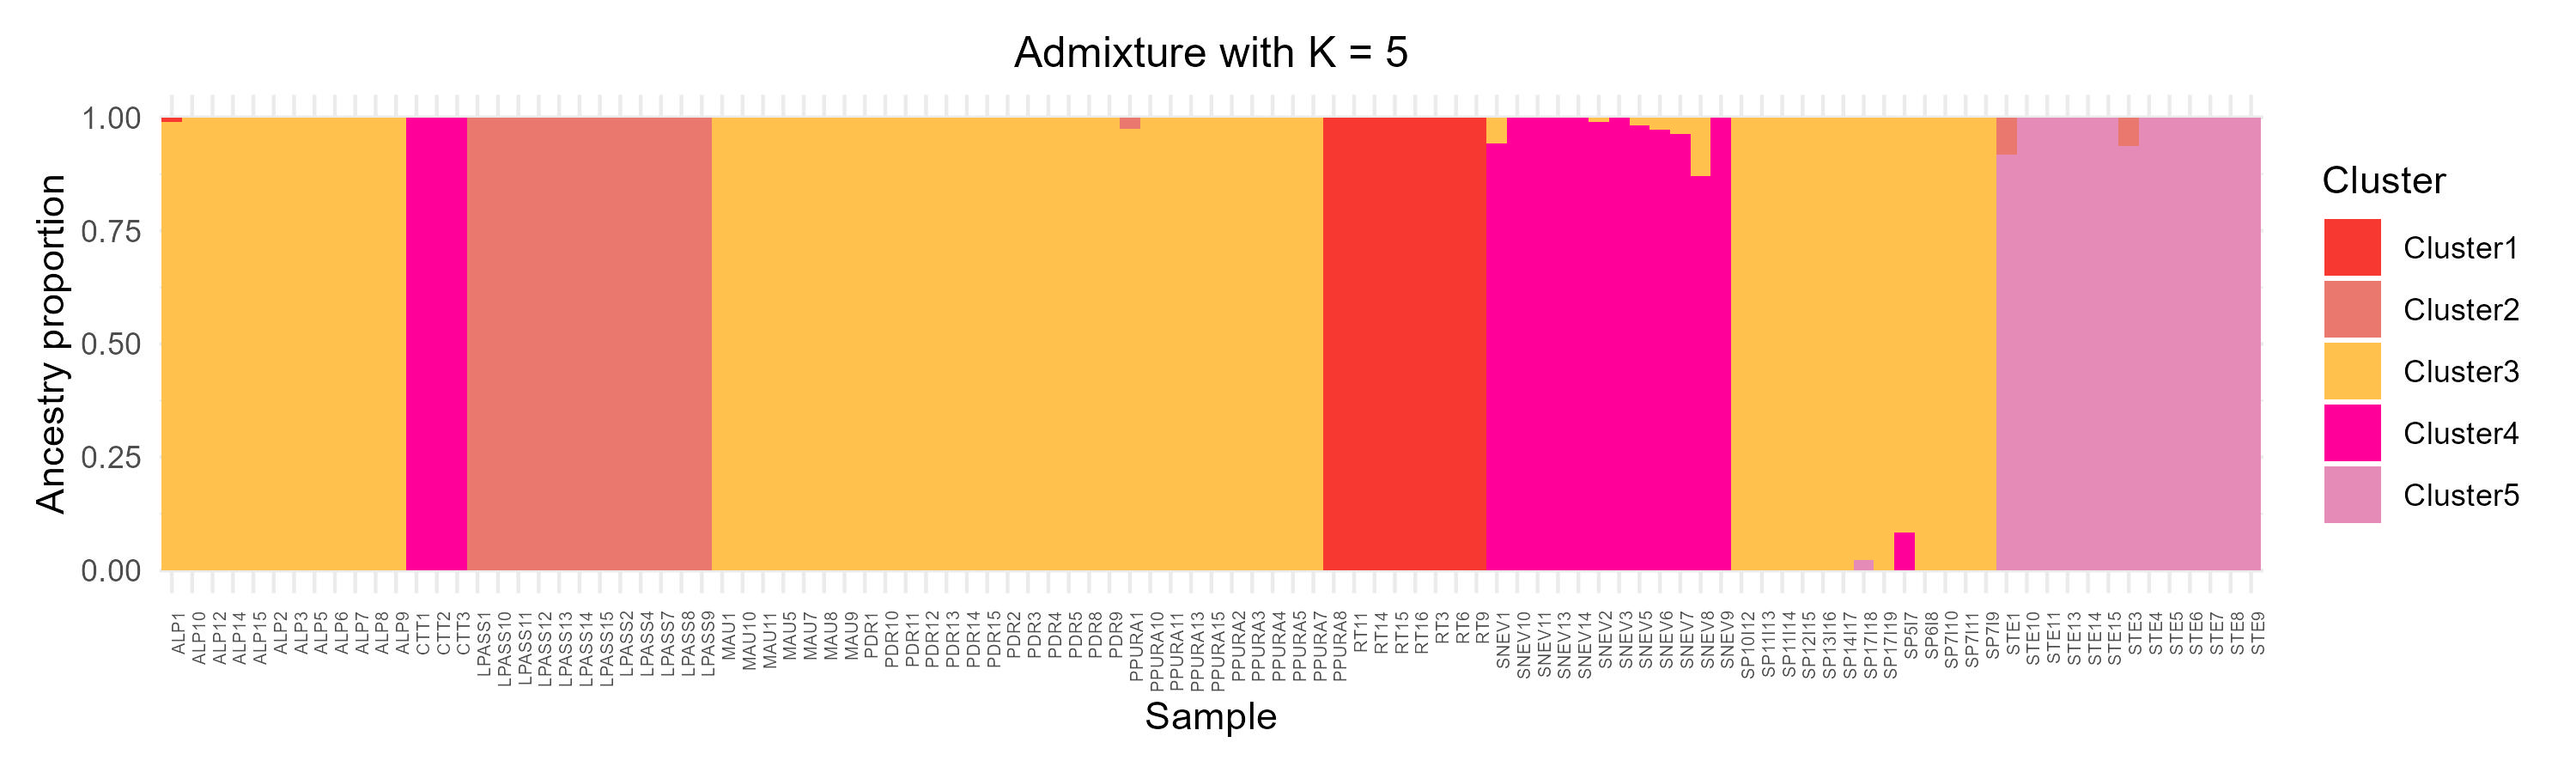 Admixture with K = 5
Ancestry proportion
1.00
0.75
0.50
0.25
0.00
ALP1
ALP10
ALP12
ALP14
ALP15
ALP2
ALP3
ALP5
ALP6
ALP7
ALP8
ALP9
CTT1
CTT2
CTT3
LPASS1
LPASS10
LPASS11
LPASS12
LPASS13
LPASS14
LPASS15
LPASS2
LPASS4
LPASS7
LPASS8
LPASS9
MAU1
MAU10
MAU11
MAU5
MAU7
MAU8
MAU9
PDR1
PDR10
PDR11
PDR12
PDR13
PDR14
PDR15
PDR2
PDR3
PDR4
PDR5
PDR8
PDR9
PPURA1
PPURA10
PPURA11
PPURA13
PPURA15
PPURA2
PPURA3
PPURA4
PPURA5
PPURA7
PPURA8
RT11
RT14
RT15
RT16
RT3
RT6
RT9
SNEV1
SNEV10
SNEV11
SNEV13
SNEV14
SNEV2
SNEV3
SNEV5
SNEV6
SNEV7
SNEV8
SNEV9
SP10I12
SP11I13
SP11I14
SP12I15
SP13I16
SP14I17
SP17I18
SP17I19
SP5I7
SP6I8
SP7I10
SP7I11
SP7I9
STE1
STE10
STE11
STE13
STE14
STE15
STE3
STE4
STE5
STE6
STE7
STE8
STE9
Sample
Cluster
Cluster1
Cluster2
Cluster3
Cluster4
Cluster5